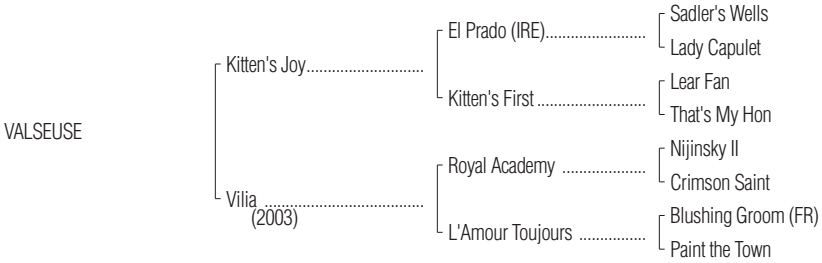 Sadler's Wells
El Prado (IRE)........................
Lady Capulet
Kitten's Joy............................
Lear Fan
Kitten's First ..........................
That's My Hon
VALSEUSE
Nijinsky II
Royal Academy ....................
Crimson Saint
Vilia ......................................
(2003)
Blushing Groom (FR)
L'Amour Toujours ................
Paint the Town